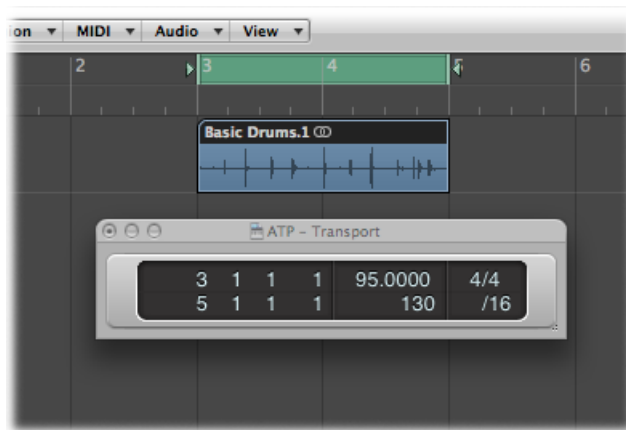 ion MIDI Audio View
2 3 4 5 6
Basic Drums.1
ATP – Transport
3 1 1 1 95.0000 4/4
5 1 1 1 130 /16